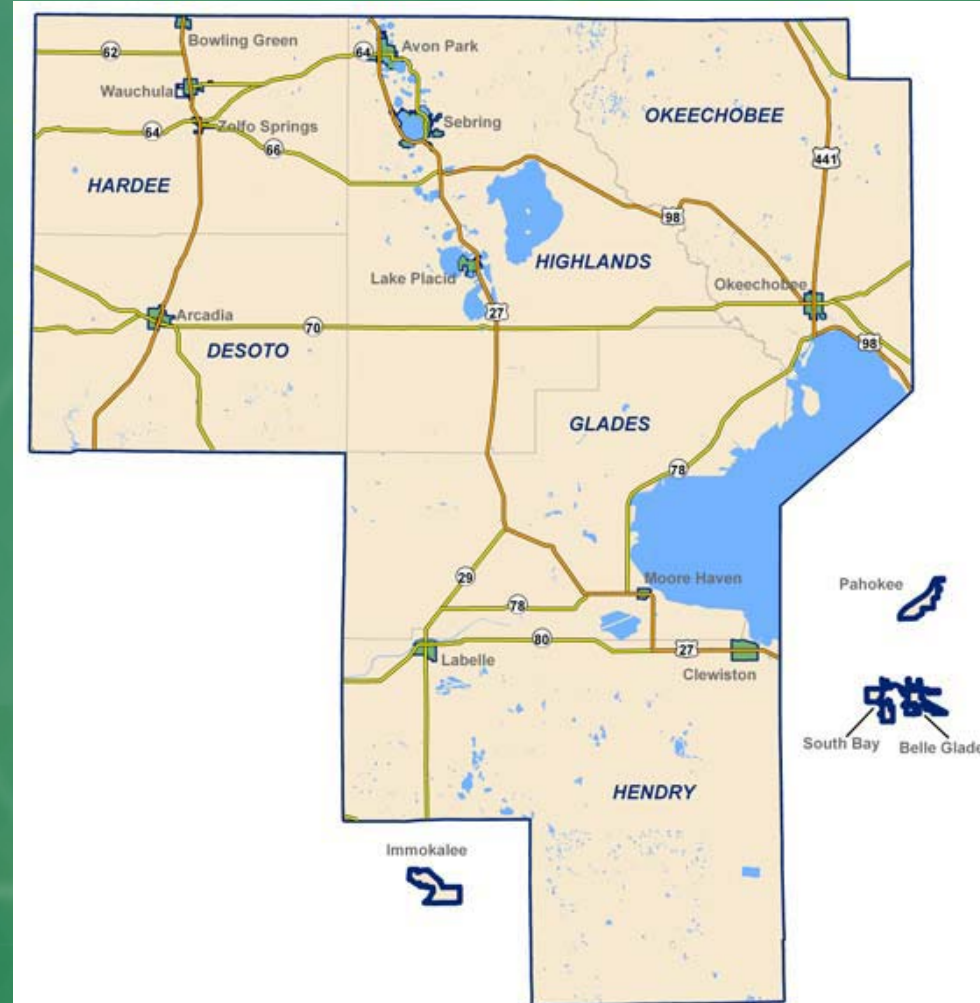 Bowling Green
62
64
Avon Park
Wauchula
Sebring
OKEECHOBEE
64
Zolfo Springs
66
441
HARDEE
98
HIGHLANDS
Lake Placid
Okeechobee
27
Arcadia
70
98
DESOTO
GLADES
78
29
Moore Haven
Pahokee
78
80
27
Labelle
Clewiston
South Bay
Belle Glade
HENDRY
Immokalee